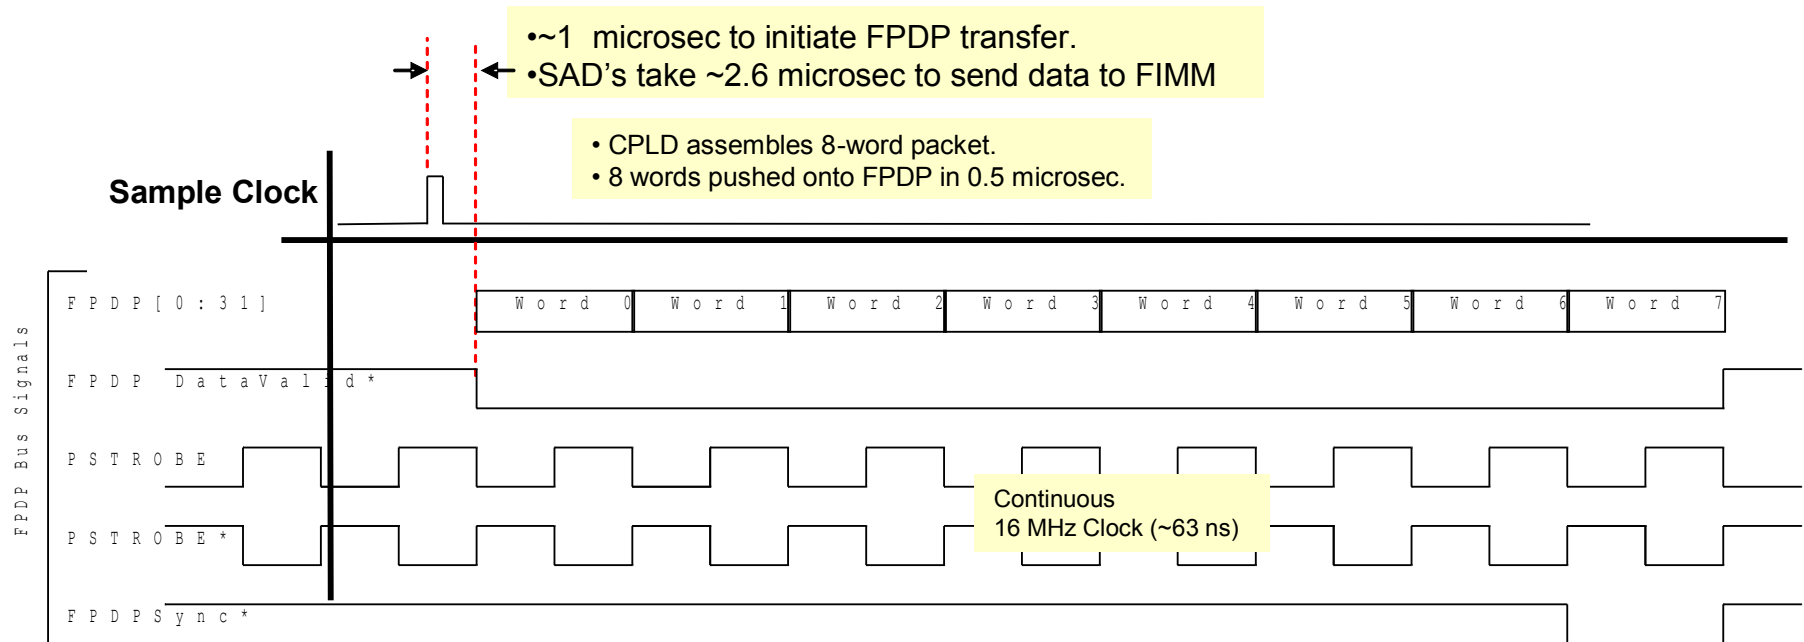 •~1 microsec to initiate FPDP transfer.
•SAD's take ~2.6 microsec to send data to FIMM
• CPLD assembles 8-word packet.
• 8 words pushed onto FPDP in 0.5 microsec.
Sample Clock
FPDP Bus Signals
FPDP[0:31]
Word 0 Word 1 Word 2 Word 3 Word 4 Word 5 Word 6 Word 7
FPDP DataValid*
PSTROBE
Continuous
16 MHz Clock (~63 ns)
PSTROBE*
FPDPSync*